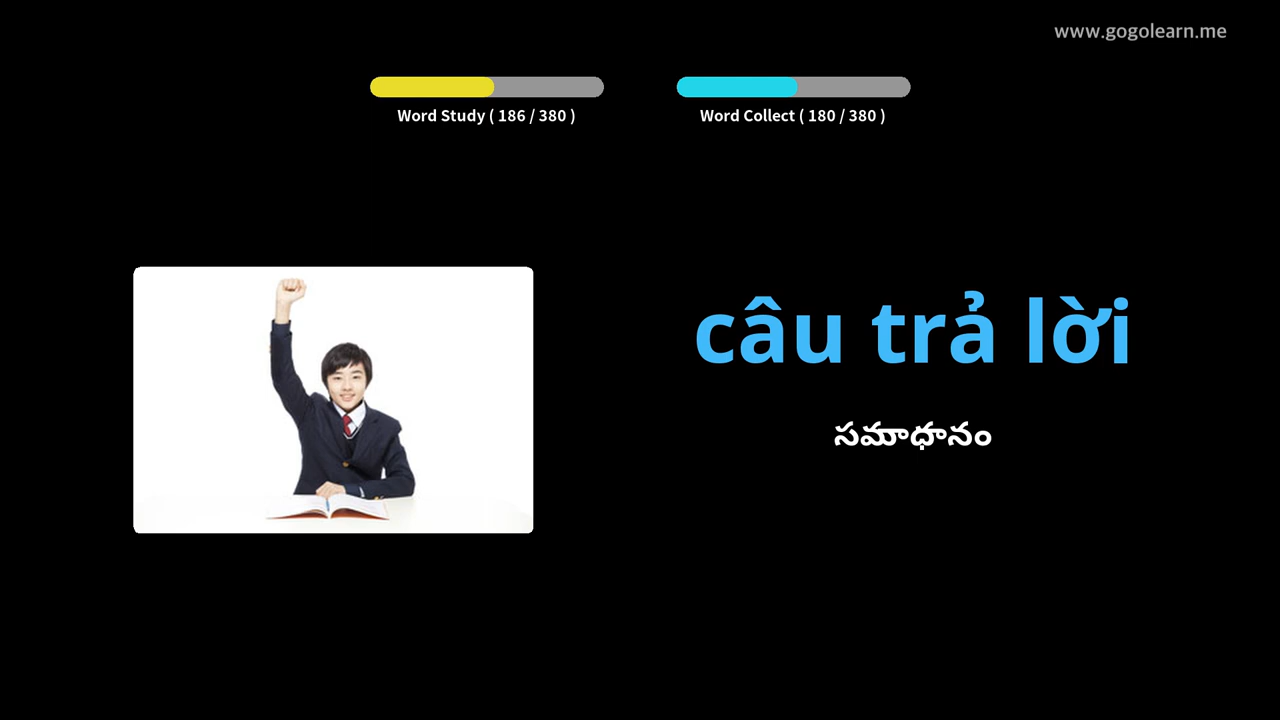 www.gogolearn.me
Word Study ( 186 / 380 )
Word Collect ( 180 / 380 )
câu trả lời
సమాధానం